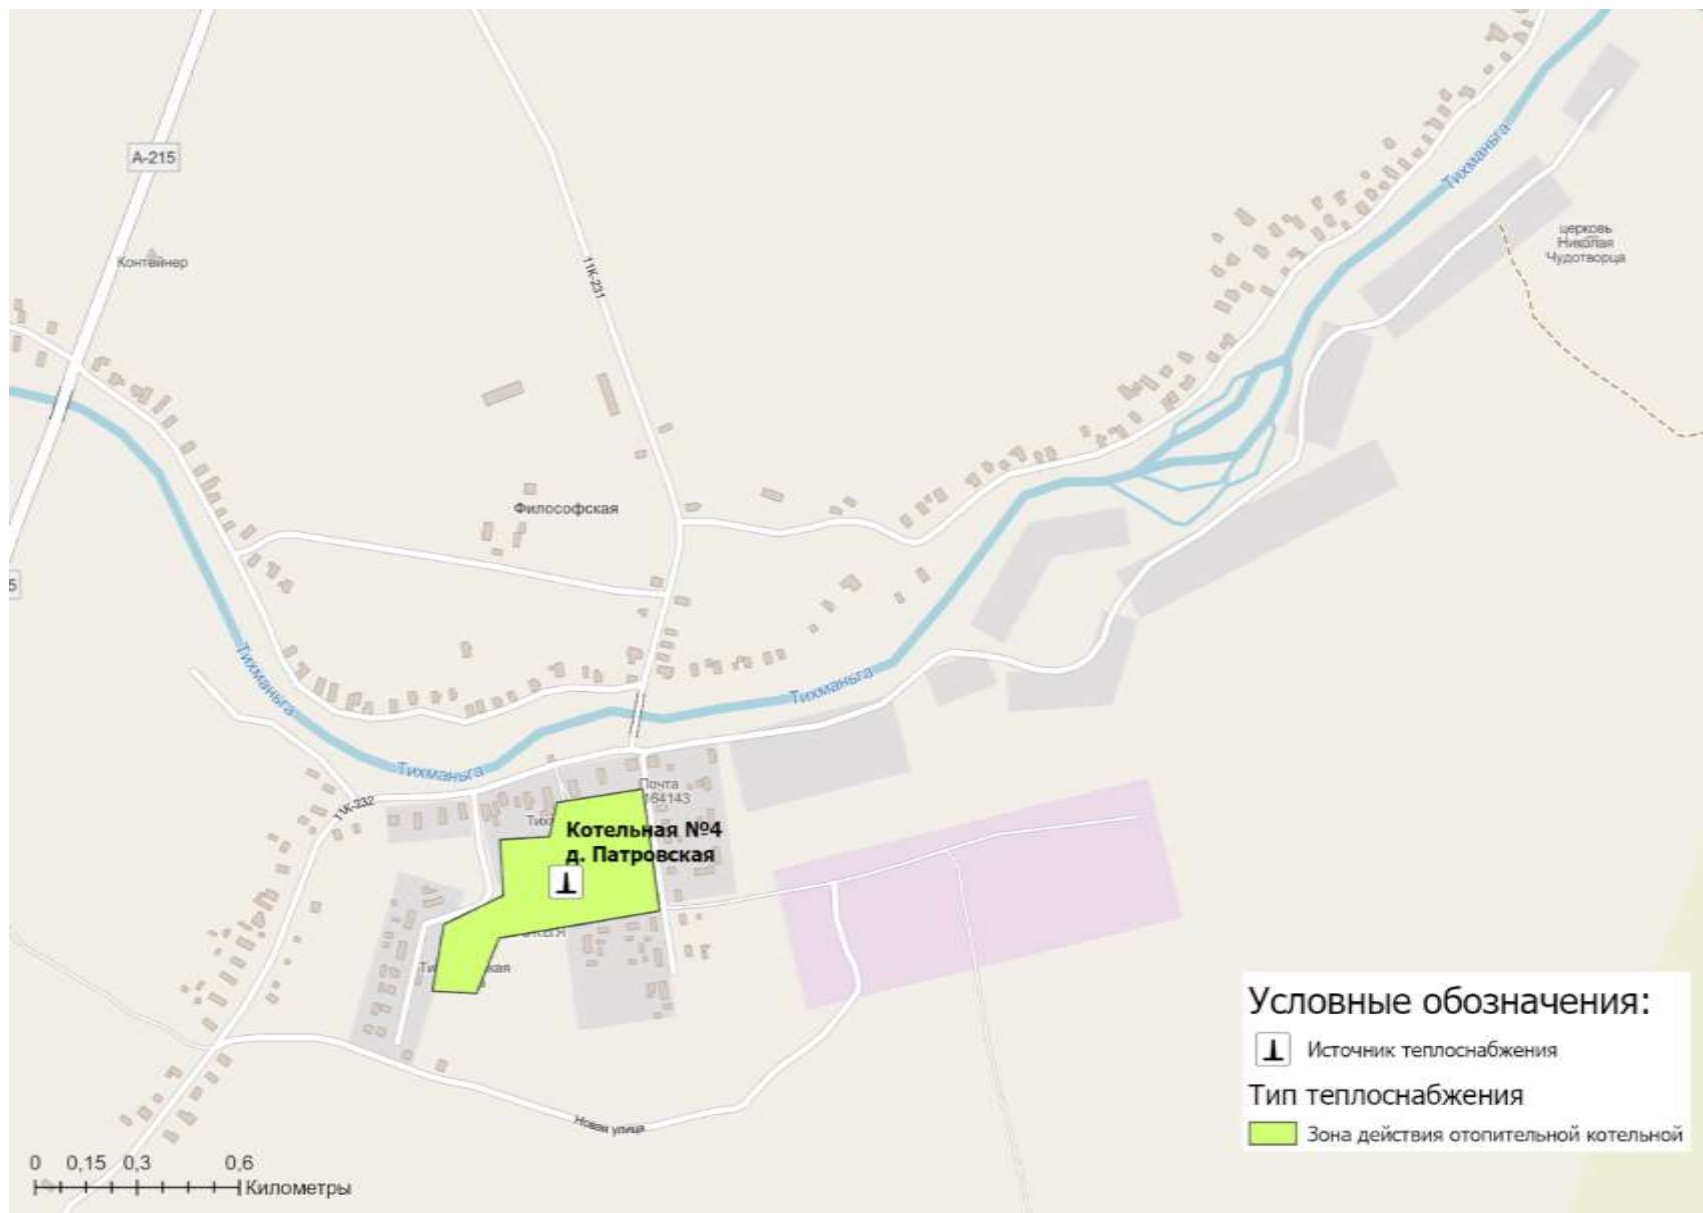 А-215
Тихманьга
церковь
Николая
Чудотворца
Контейнер
11К-231
Философская
5
Тихманьга
Тихманьга
Тихманьга
11К-232
Почта
164143
Котельная №4
д. Патровская
Новая улица
Условные обозначения:
Источник теплоснабжения
Тип теплоснабжения
Зона действия отопительной котельной
0 0,15 0,3 0,6
Километры